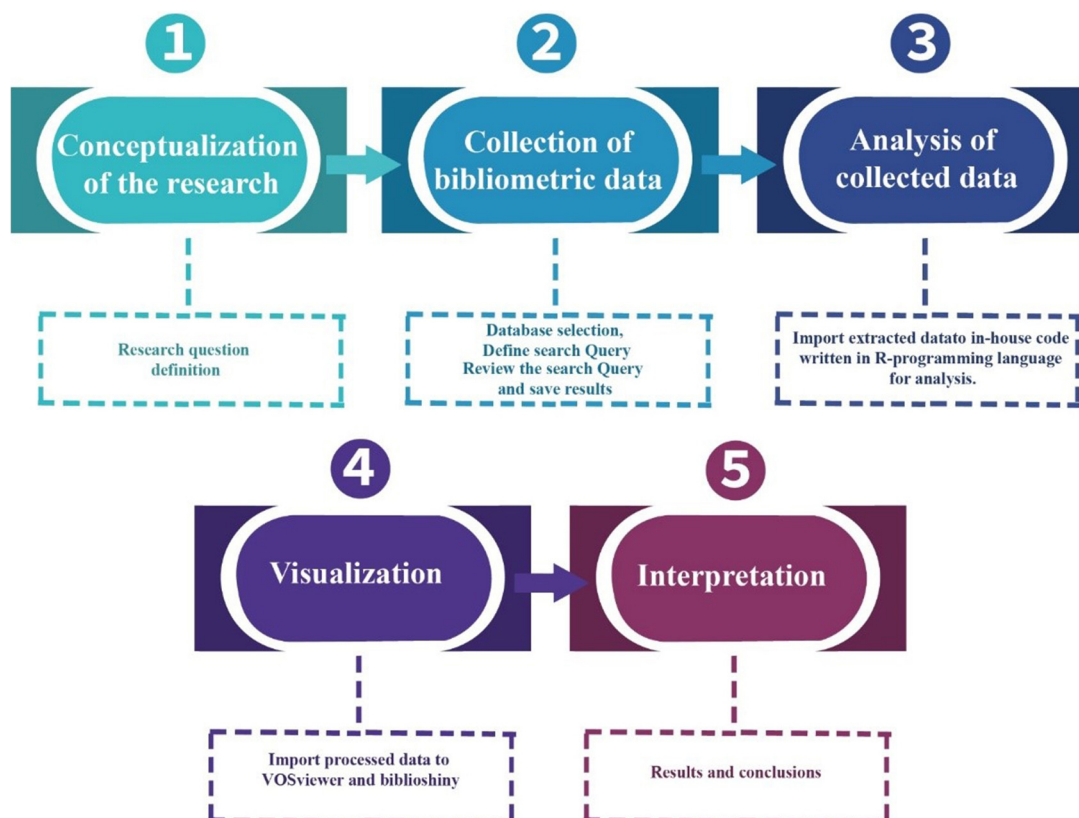 1
2
3
Conceptualization
of the research
Collection of
bibliometric data
Analysis of
collected data
Research question
definition
Database selection,
Define search Query
Review the search Query
and save results
Import extracted datato in-house code
written in R-programming language
for analysis.
4
5
Visualization
Interpretation
Import processed data to
VOSviewer and biblioshiny
Results and conclusions